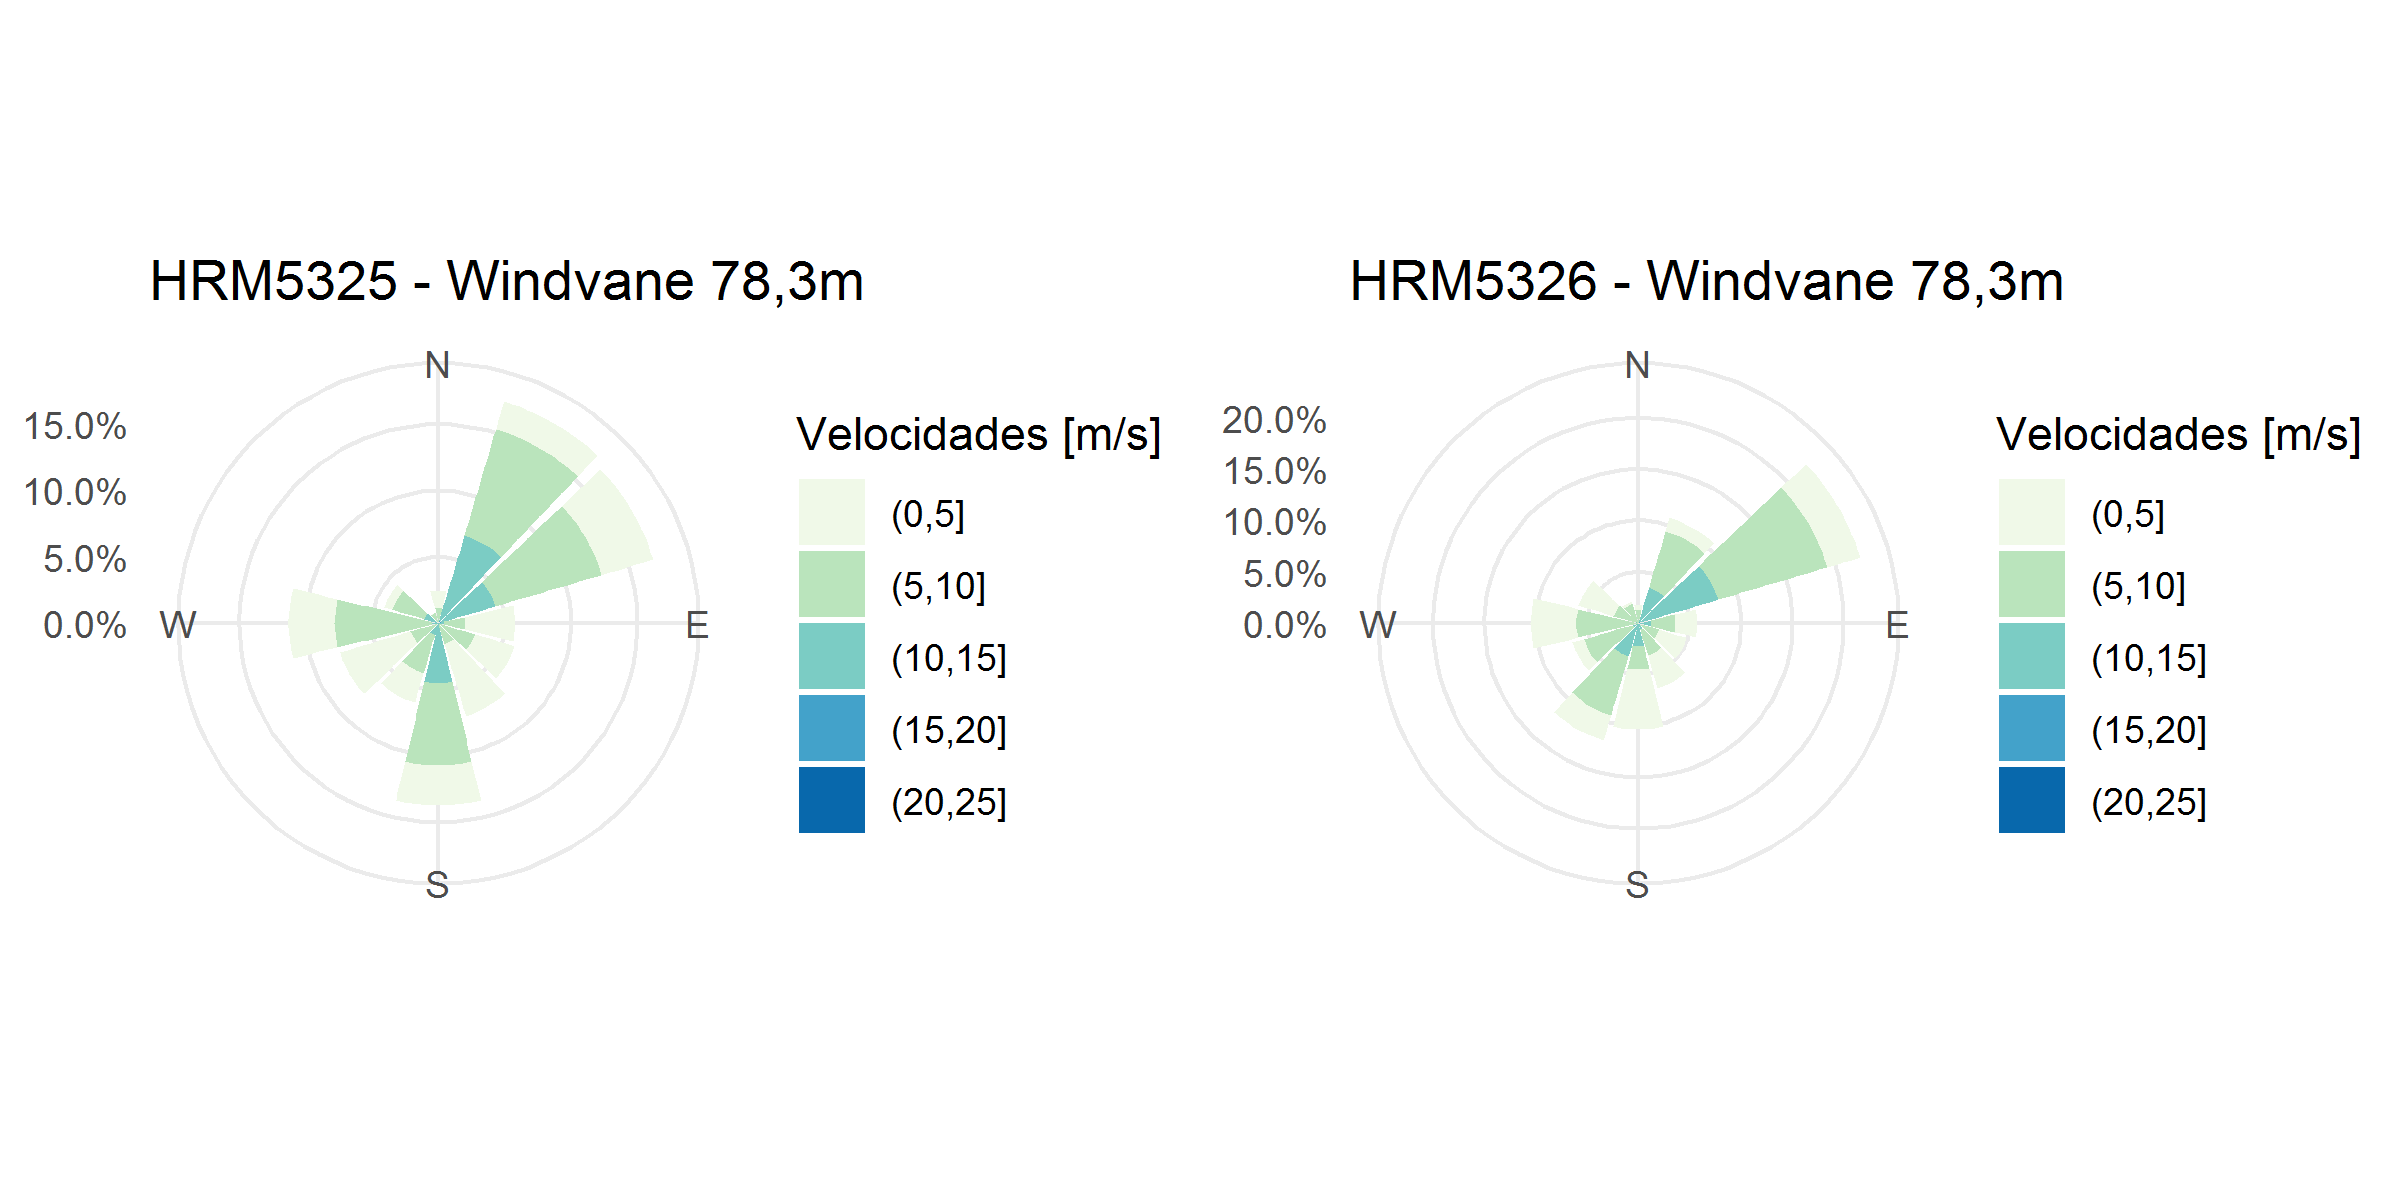 HRM5325 - Windvane 78,3m
N
15.0%
10.0%
5.0%
0.0%
W
E
S
Velocidades [m/s]
(0,5]
(5,10]
(10,15]
(15,20]
(20,25]
HRM5326 - Windvane 78,3m
N
20.0%
15.0%
10.0%
5.0%
0.0%
W
E
S
Velocidades [m/s]
(0,5]
(5,10]
(10,15]
(15,20]
(20,25]